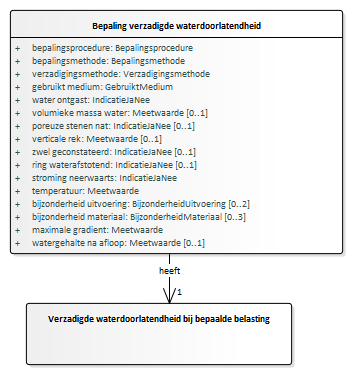 Bepaling verzadigde waterdoorlatendheid
+ bepalingsprocedure: Bepalingsprocedure
+ bepalingsmethode: Bepalingsmethode
+ verzadigingsmethode: Verzadigingsmethode
+ gebruikt medium: GebruiktMedium
+ water ontgast: IndicatieJaNee
+ volumieke massa water: Meetwaarde [0..1]
+ poreuze stenen nat: IndicatieJaNee [0..1]
+ verticale rek: Meetwaarde [0..1]
+ zwel geconstateerd: IndicatieJaNee [0..1]
+ ring waterafstotend: IndicatieJaNee [0..1]
+ stroming neerwaarts: IndicatieJaNee
+ temperatuur: Meetwaarde
+ bijzonderheid uitvoering: BijzonderheidUitvoering [0..2]
+ bijzonderheid materiaal: BijzonderheidMateriaal [0..3]
+ maximale gradient: Meetwaarde
+ watergehalte na afloop: Meetwaarde [0..1]
heeft
1
Verzadigde waterdoorlatendheid bij bepaalde belasting